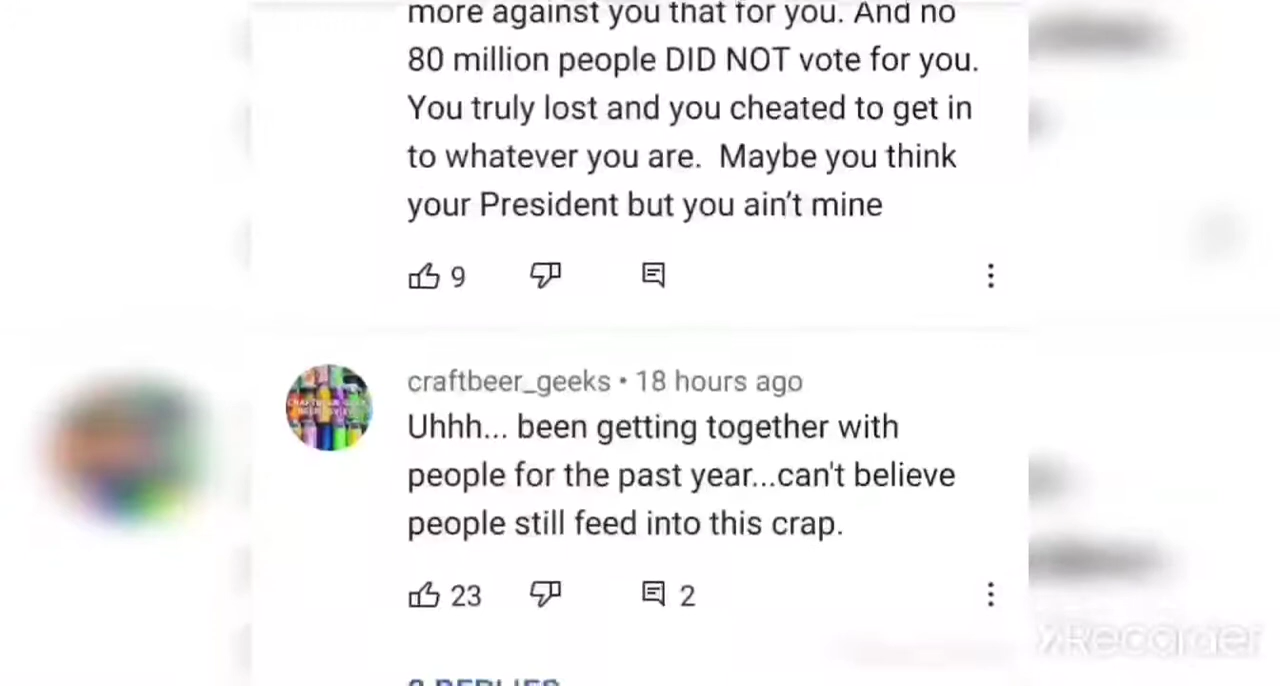 more against you that for you. And no
80 million people DID NOT vote for you.
You truly lost and you cheated to get in
to whatever you are.  Maybe you think
your President but you ain't mine
9
craftbeer_geeks • 18 hours ago
Uhhh... been getting together with
people for the past year...can't believe
people still feed into this crap.
23 2
REPLIES
XRecorder